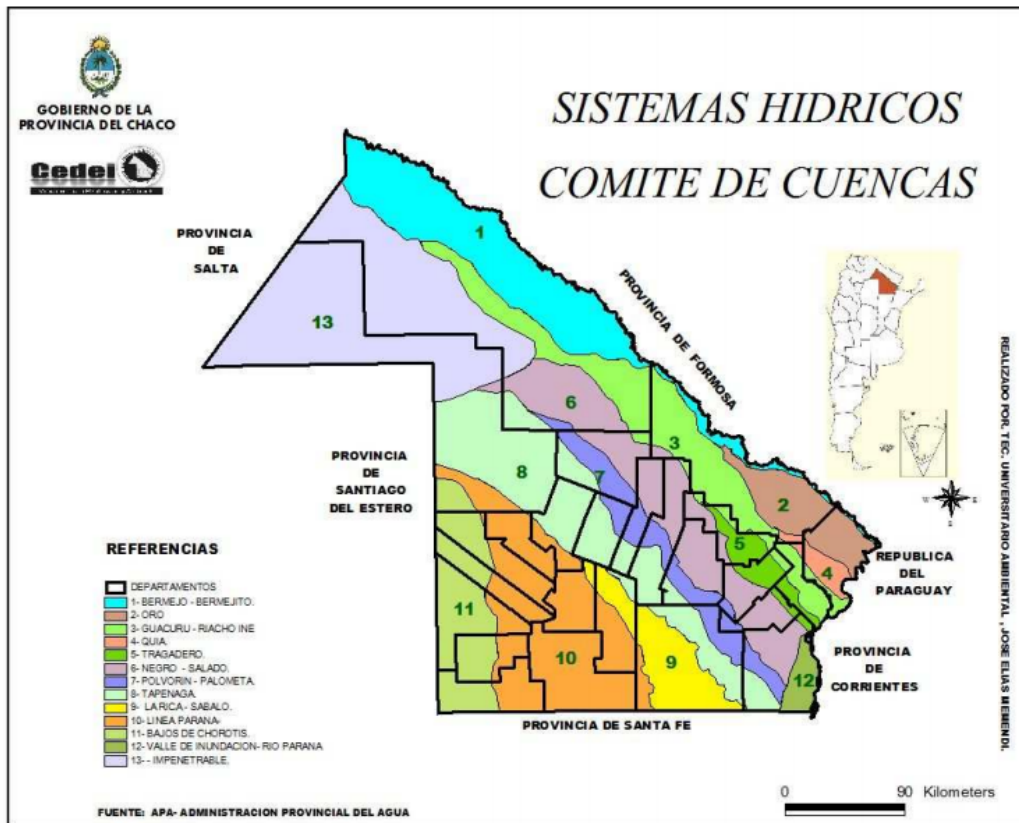 GOBIERNO DE LA
PROVINCIA DEL CHACO
Cedei
SISTEMAS HIDRICOS
COMITE DE CUENCAS
PROVINCIA
DE
SALTA
PROVINCIA DE FORMOSA
PROVINCIA
DE
SANTIAGO
DEL ESTERO
REPUBLICA
DEL
PARAGUAY
PROVINCIA
DE
CORRIENTES
PROVINCIA DE SANTA FE
1
13
6
3
8
7
2
5
4
11
10
9
12
REFERENCIAS
DEPARTAMENTOS
1- BERMEJO - BERMEJITO.
2- ORO
3- GUACURU - RIACHO INE
4- QUIA.
5- TRAGADERO.
6- NEGRO - SALADO.
7- POLVORIN - PALOMETA.
8- TAPENAGA.
9- LA RICA - SABALO.
10- LINEA PARANA-
11- BAJOS DE CHOROTIS.
12- VALLE DE INUNDACION- RIO PARANA
13- - IMPENETRABLE.
FUENTE: APA- ADMINISTRACION PROVINCIAL DEL AGUA
0 90 Kilometers
REALIZADO POR. TEC. UNIVERSITARIO AMBIENTAL , JOSE ELIAS MEMENDI.